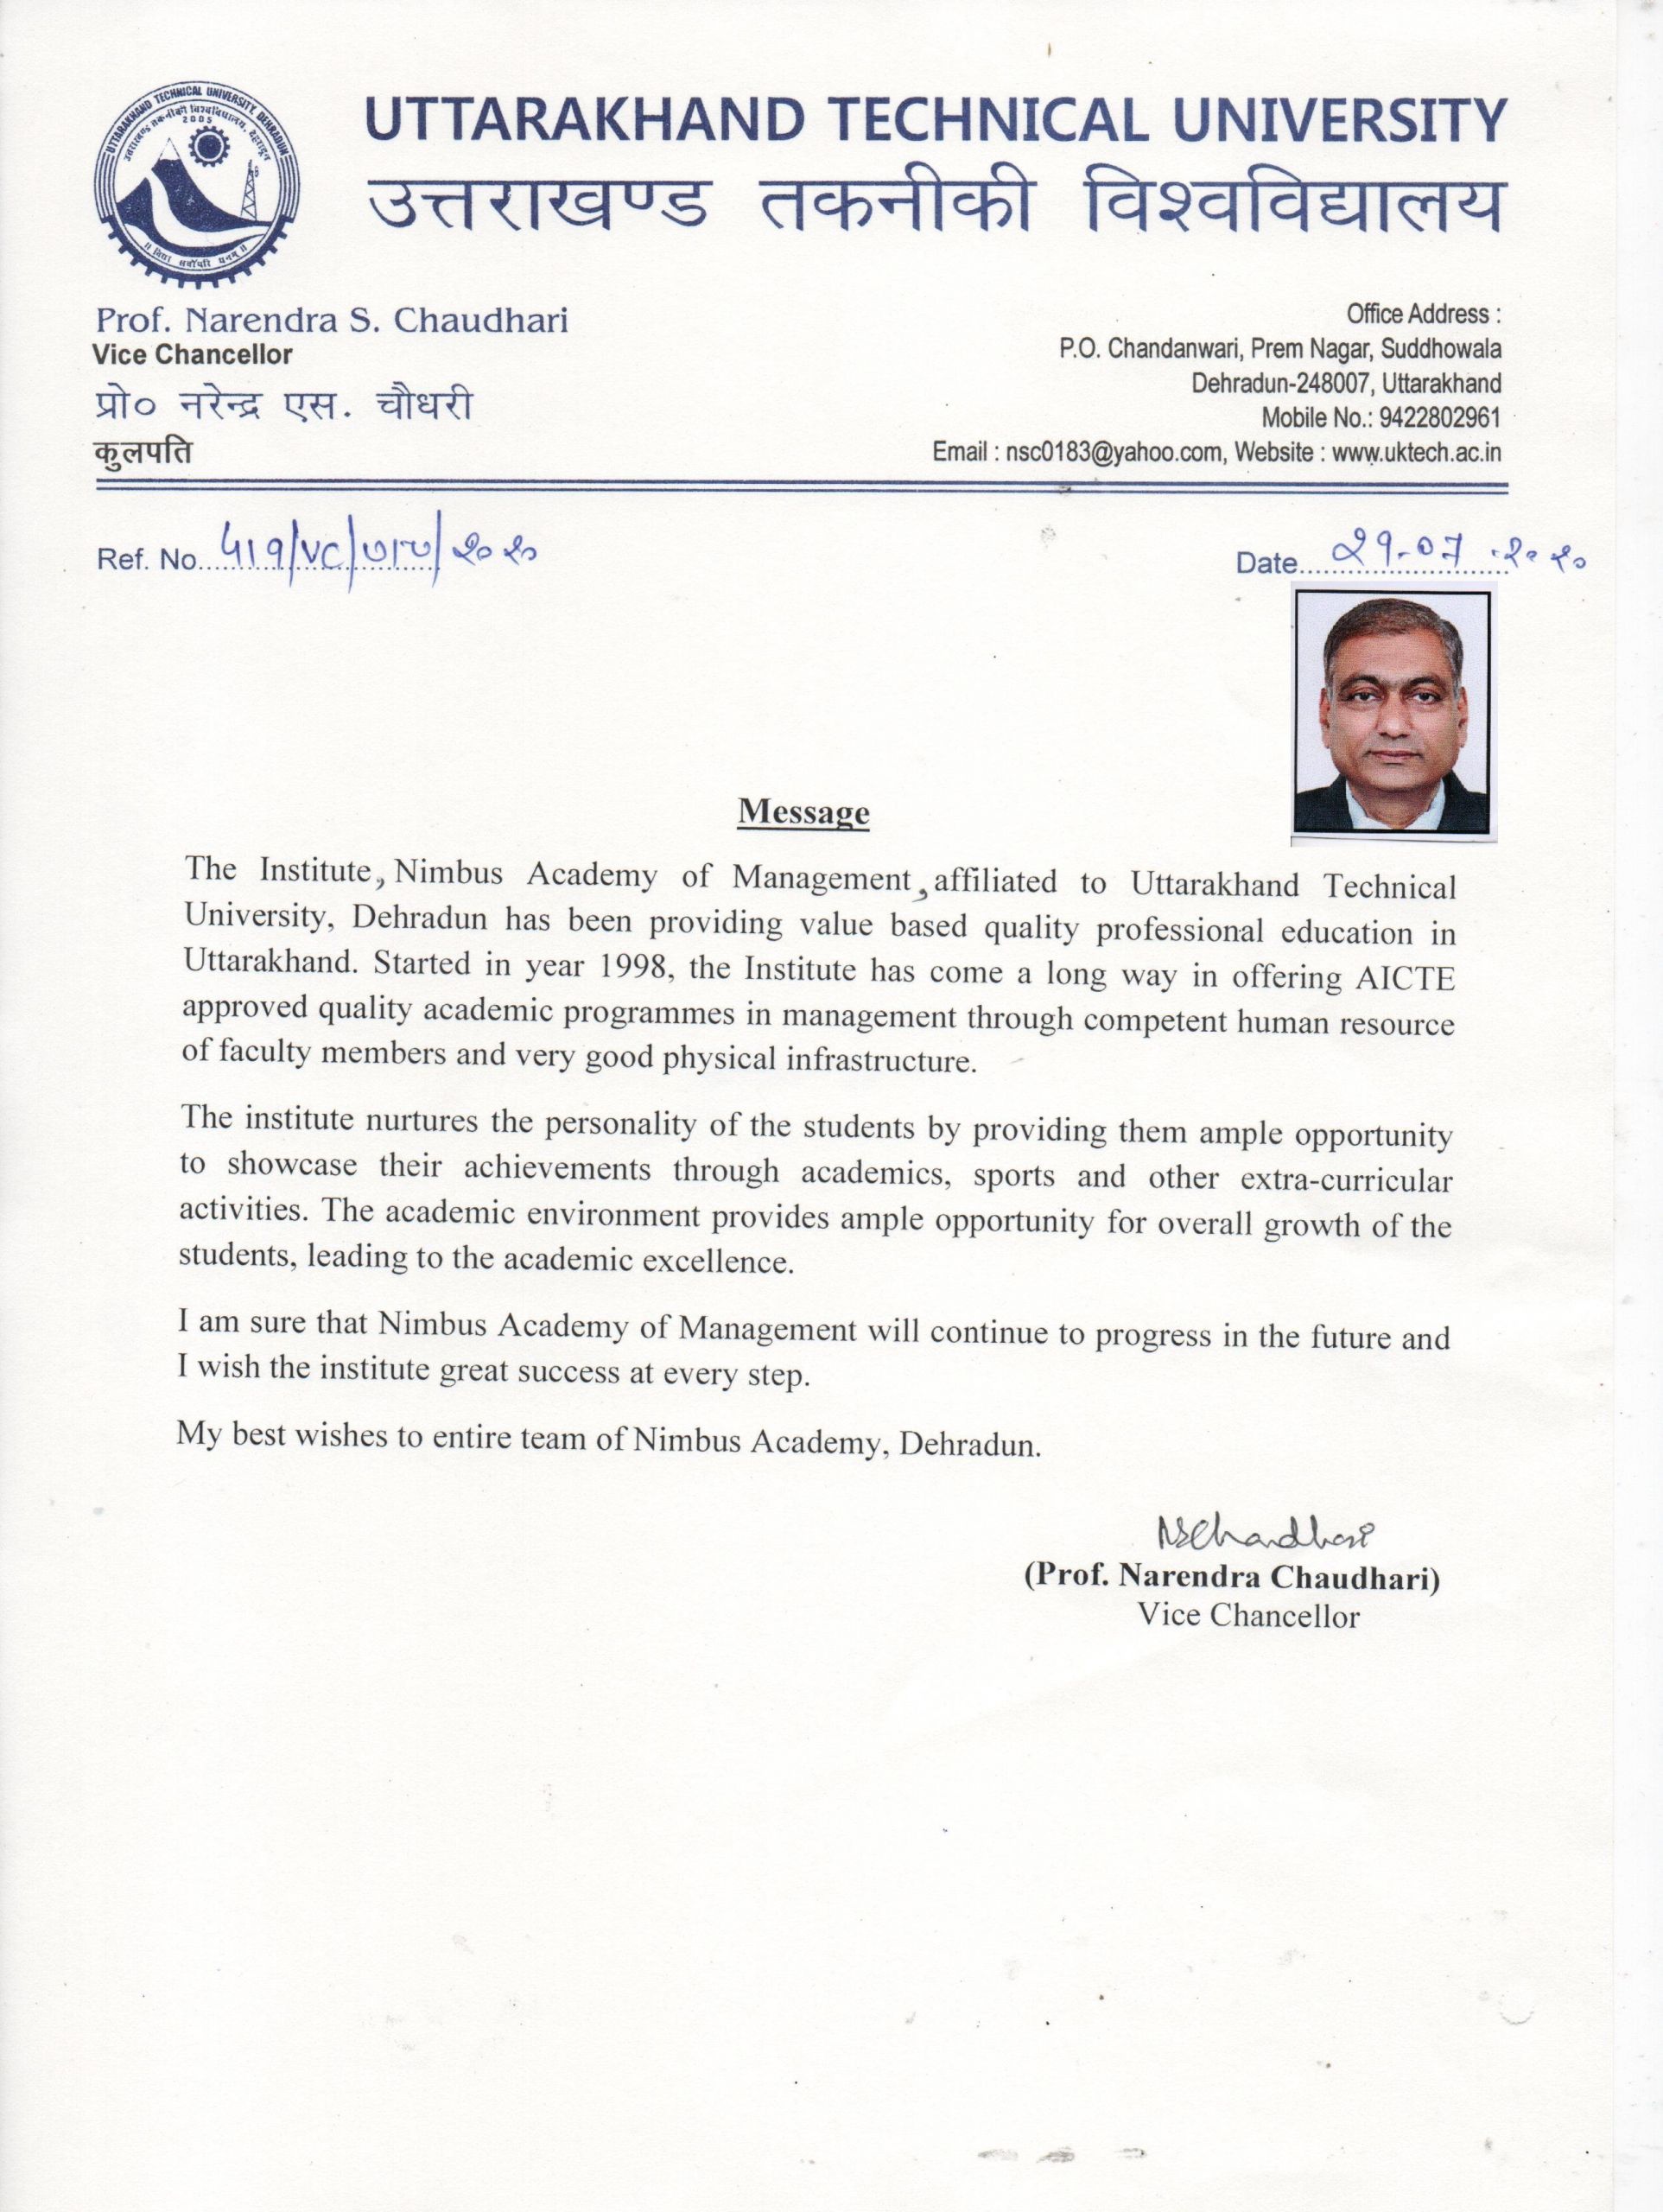 UTTARAKHAND TECHNICAL UNIVERSITY, DEHRADUN
उत्तराखण्ड तकनीकी विश्वविद्यालय, देहरादून
2005
UTTARAKHAND TECHNICAL UNIVERSITY
उत्तराखण्ड तकनीकी विश्वविद्यालय
Prof. Narendra S. Chaudhari
Vice Chancellor
प्रो० नरेन्द्र एस. चौधरी
कुलपति
Office Address :
P.O. Chandanwari, Prem Nagar, Suddhowala
Dehradun-248007, Uttarakhand
Mobile No.: 9422802961
Email : nsc0183@yahoo.com, Website : www.uktech.ac.in
Ref. No.
Date
Message
The Institute, Nimbus Academy of Management, affiliated to Uttarakhand Technical
University, Dehradun has been providing value based quality professional education in
Uttarakhand. Started in year 1998, the Institute has come a long way in offering AICTE
approved quality academic programmes in management through competent human resource
of faculty members and very good physical infrastructure.
The institute nurtures the personality of the students by providing them ample opportunity
to showcase their achievements through academics, sports and other extra-curricular
activities. The academic environment provides ample opportunity for overall growth of the
students, leading to the academic excellence.
I am sure that Nimbus Academy of Management will continue to progress in the future and
I wish the institute great success at every step.
My best wishes to entire team of Nimbus Academy, Dehradun.
NSChaudhari
(Prof. Narendra Chaudhari)
Vice Chancellor